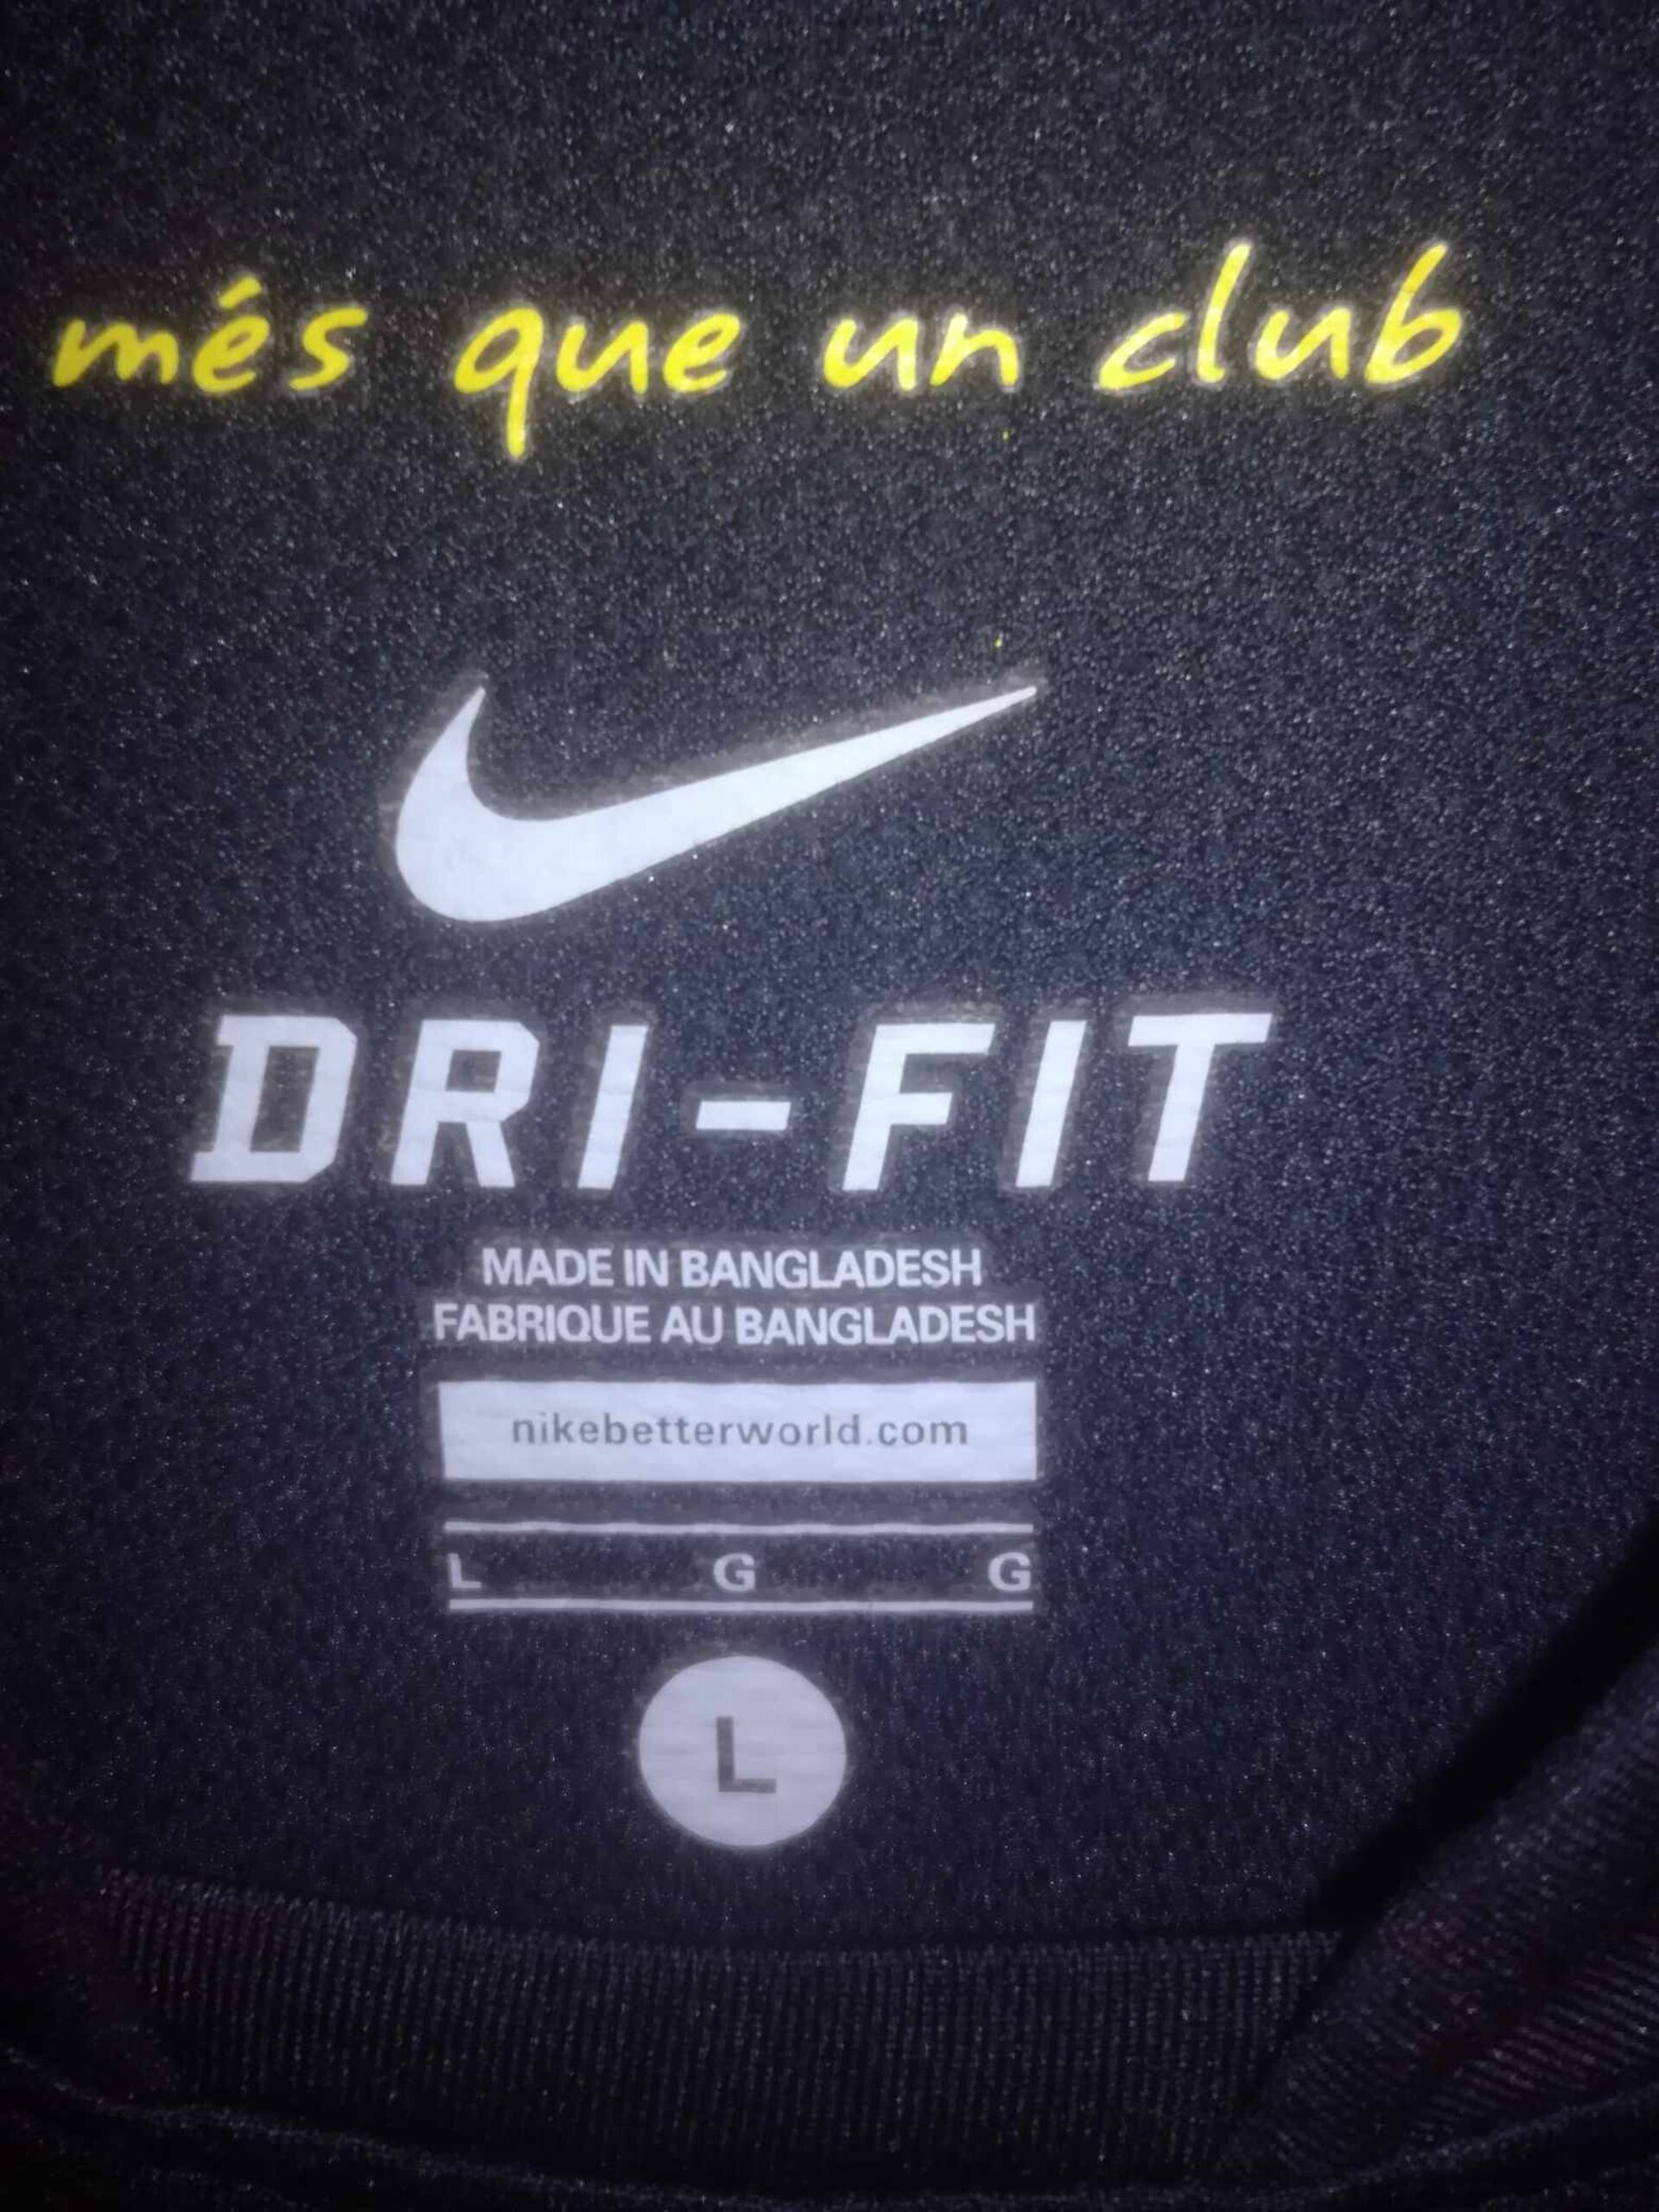 més que un club
DRI-FIT
MADE IN BANGLADESH
FABRIQUE AU BANGLADESH
nikebetterworld.com
L G G
L